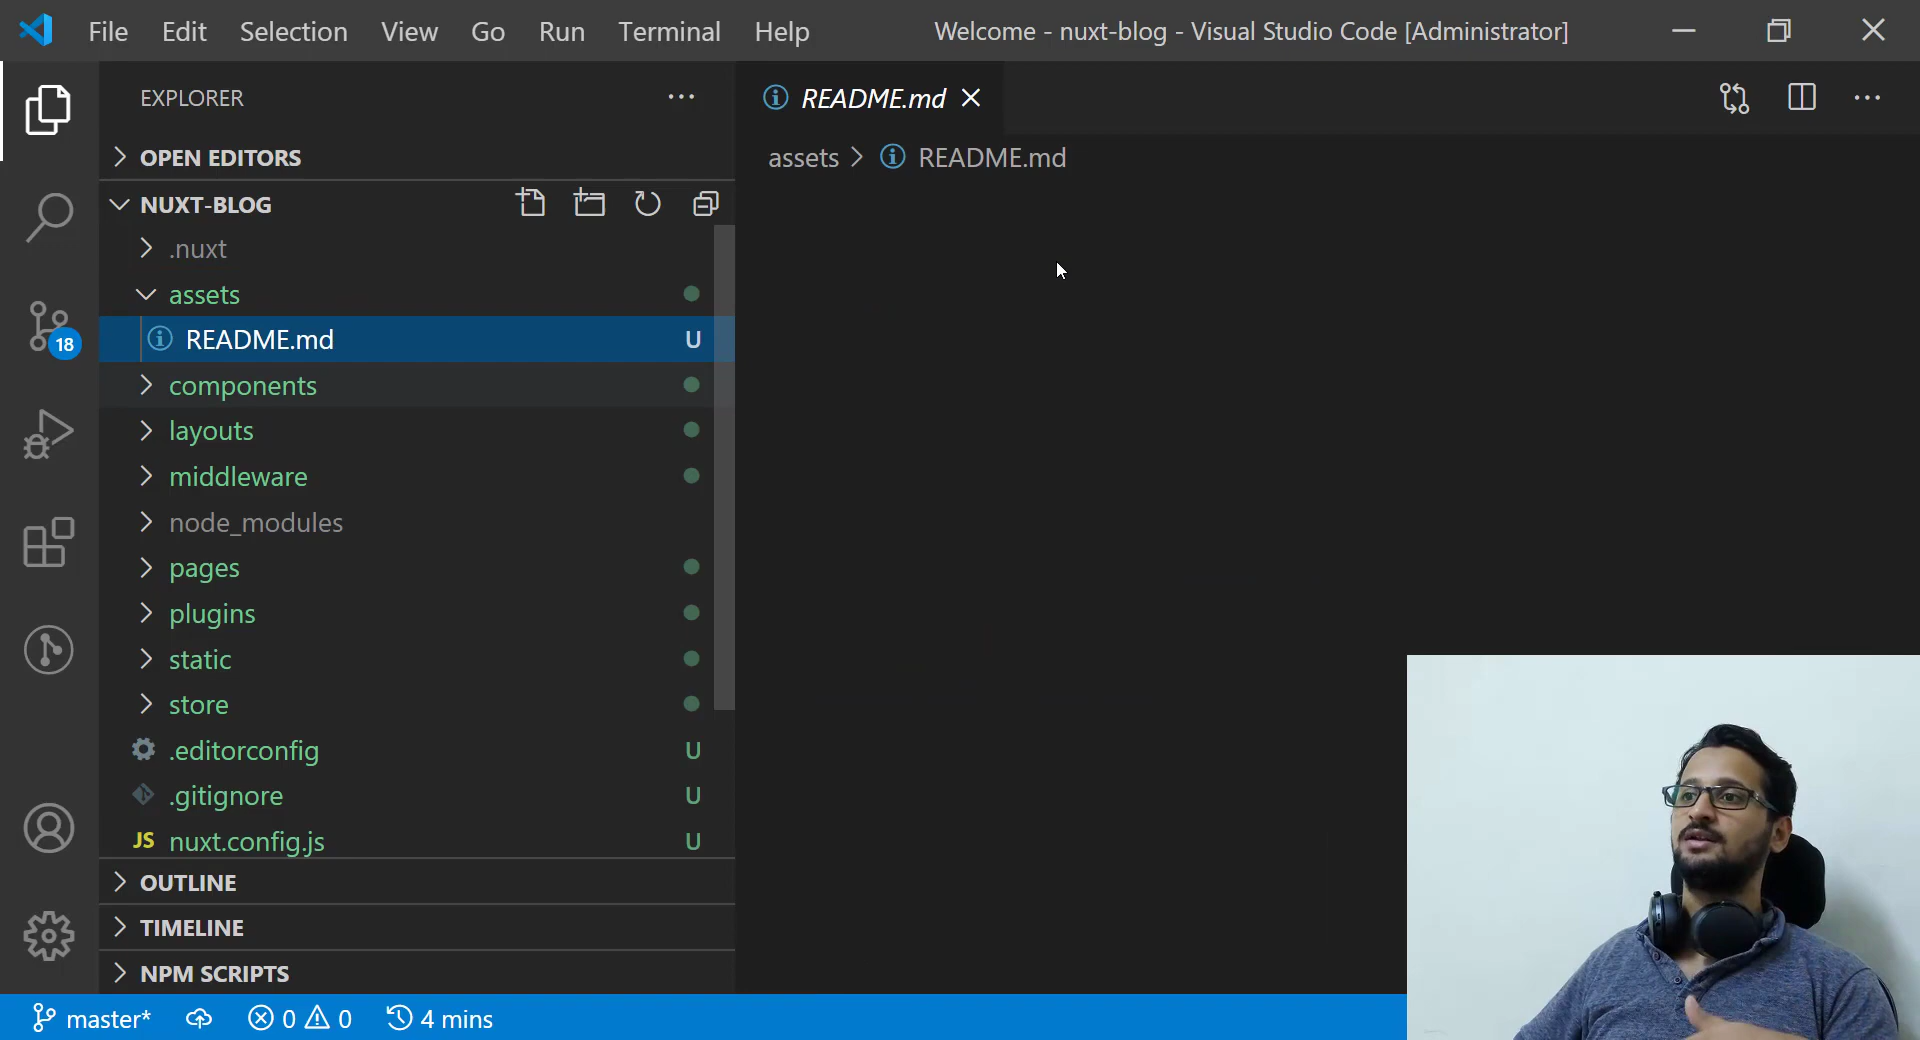 File Edit Selection View Go Run Terminal Help Welcome - nuxt-blog - Visual Studio Code [Administrator]
EXPLORER
OPEN EDITORS
NUXT-BLOG
.nuxt
assets
README.md U
components
layouts
middleware
node_modules
pages
plugins
static
store
.editorconfig U
.gitignore U
JS nuxt.config.js U
OUTLINE
TIMELINE
NPM SCRIPTS
18
README.md
assets > README.md
master* 0 0 4 mins